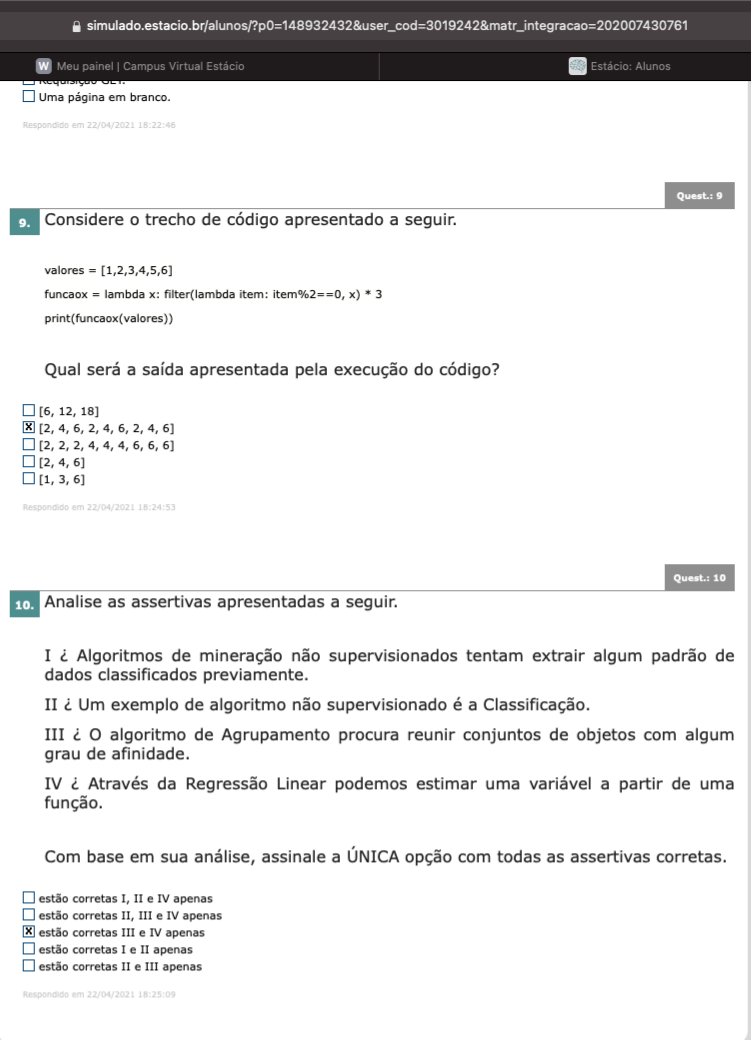 simulado.estacio.br/alunos/?p0=148932432&user_cod=3019242&matr_integracao=202007430761
W Meu painel | Campus Virtual Estácio
Estácio: Alunos
Requisição GET.
Uma página em branco.
Respondido em 22/04/2021 18:22:46
Quest.: 9
9. Considere o trecho de código apresentado a seguir.
valores = [1,2,3,4,5,6]
funcaox = lambda x: filter(lambda item: item%2==0, x) * 3
print(funcaox(valores))
Qual será a saída apresentada pela execução do código?
[6, 12, 18]
[2, 4, 6, 2, 4, 6, 2, 4, 6]
[2, 2, 2, 4, 4, 4, 6, 6, 6]
[2, 4, 6]
[1, 3, 6]
Respondido em 22/04/2021 18:24:53
Quest.: 10
10. Analise as assertivas apresentadas a seguir.
I ¿ Algoritmos de mineração não supervisionados tentam extrair algum padrão de
dados classificados previamente.
II ¿ Um exemplo de algoritmo não supervisionado é a Classificação.
III ¿ O algoritmo de Agrupamento procura reunir conjuntos de objetos com algum
grau de afinidade.
IV ¿ Através da Regressão Linear podemos estimar uma variável a partir de uma
função.
Com base em sua análise, assinale a ÚNICA opção com todas as assertivas corretas.
estão corretas I, II e IV apenas
estão corretas II, III e IV apenas
estão corretas III e IV apenas
estão corretas I e II apenas
estão corretas II e III apenas
Respondido em 22/04/2021 18:25:09